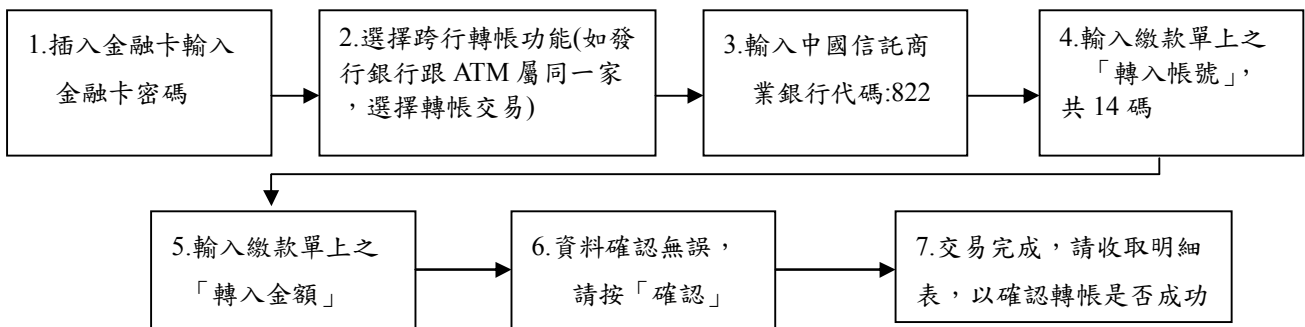 1.插入金融卡輸入
金融卡密碼
2.選擇跨行轉帳功能(如發
行銀行跟 ATM 屬同一家
，選擇轉帳交易)
3.輸入中國信託商
業銀行代碼:822
4.輸入繳款單上之
「轉入帳號」，
共 14 碼
5.輸入繳款單上之
「轉入金額」
6.資料確認無誤，
請按「確認」
7.交易完成，請收取明細
表，以確認轉帳是否成功